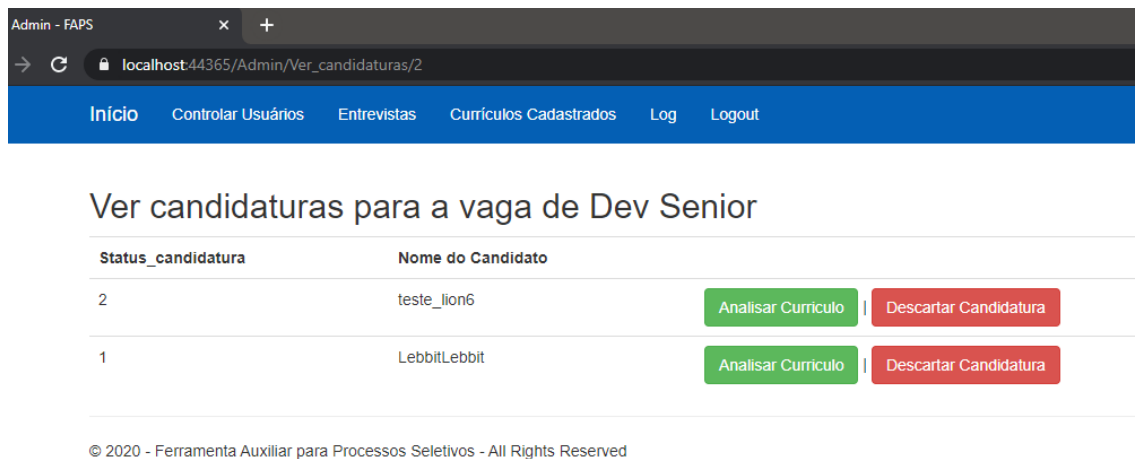 Admin - FAPS
localhost:44365/Admin/Ver_candidaturas/2
Início Controlar Usuários Entrevistas Currículos Cadastrados Log Logout
Ver candidaturas para a vaga de Dev Senior
Status_candidatura Nome do Candidato
2 teste_lion6 Analisar Curriculo | Descartar Candidatura
1 LebbitLebbit Analisar Curriculo | Descartar Candidatura
© 2020 - Ferramenta Auxiliar para Processos Seletivos - All Rights Reserved